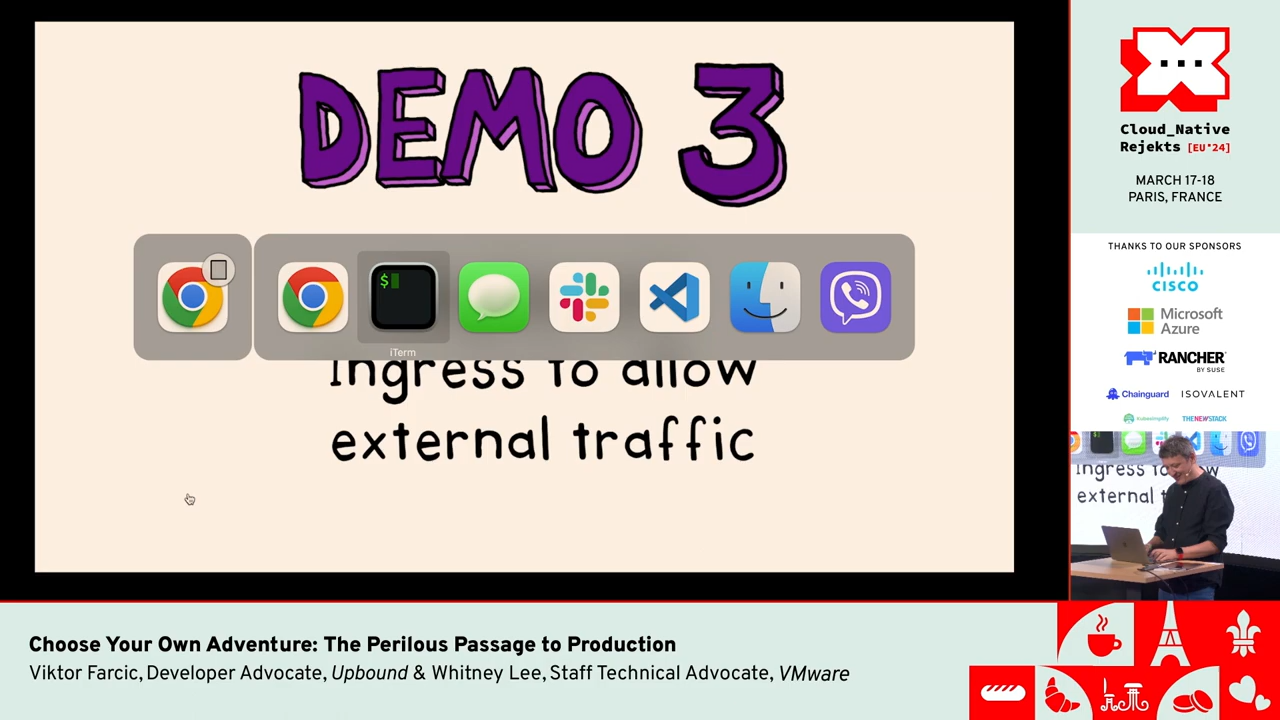 DEMO 3
$
iTerm
Ingress to allow
external traffic
Cloud_Native
Rejekts [EU'24]
MARCH 17-18
PARIS, FRANCE
THANKS TO OUR SPONSORS
CISCO
Microsoft
Azure
RANCHER
BY SUSE
Chainguard
ISOVALENT
kubesimplify
THENEWSTACK
Ingress to allow
external t
Choose Your Own Adventure: The Perilous Passage to Production
Viktor Farcic, Developer Advocate, Upbound & Whitney Lee, Staff Technical Advocate, VMware